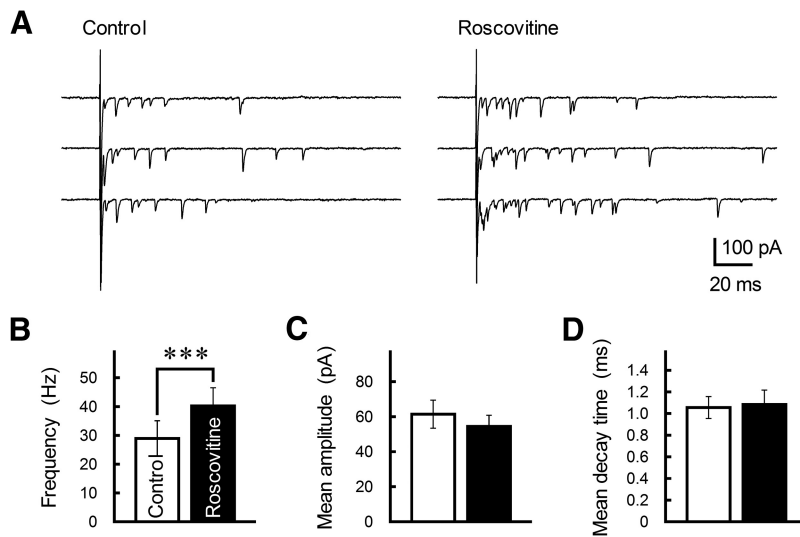 A
Control
Roscovitine
100 pA
20 ms
B
Frequency (Hz)
50
40
30
20
10
0
***
Control
Roscovitine
C
Mean amplitude (pA)
80
60
40
20
0
D
Mean decay time (ms)
1.4
1.2
1.0
0.8
0.6
0.4
0.2
0